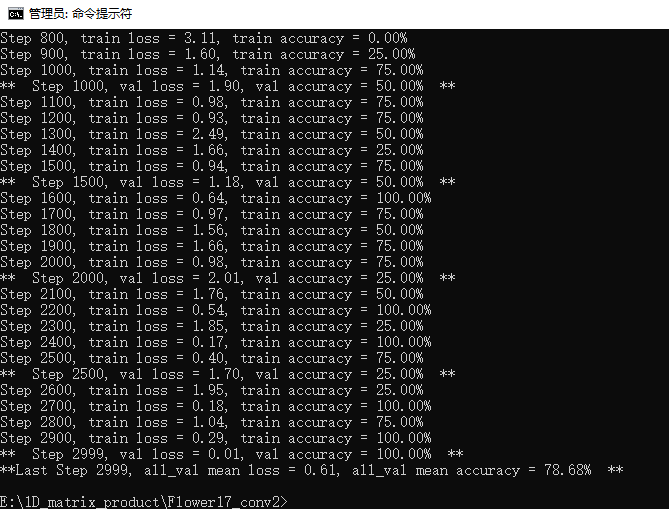 管理员: 命令提示符
Step 800, train loss = 3.11, train accuracy = 0.00%
Step 900, train loss = 1.60, train accuracy = 25.00%
Step 1000, train loss = 1.14, train accuracy = 75.00%
**  Step 1000, val loss = 1.90, val accuracy = 50.00%  **
Step 1100, train loss = 0.98, train accuracy = 75.00%
Step 1200, train loss = 0.93, train accuracy = 75.00%
Step 1300, train loss = 2.49, train accuracy = 50.00%
Step 1400, train loss = 1.66, train accuracy = 25.00%
Step 1500, train loss = 0.94, train accuracy = 75.00%
**  Step 1500, val loss = 1.18, val accuracy = 50.00%  **
Step 1600, train loss = 0.64, train accuracy = 100.00%
Step 1700, train loss = 0.97, train accuracy = 75.00%
Step 1800, train loss = 1.56, train accuracy = 50.00%
Step 1900, train loss = 1.66, train accuracy = 75.00%
Step 2000, train loss = 0.98, train accuracy = 75.00%
**  Step 2000, val loss = 2.01, val accuracy = 25.00%  **
Step 2100, train loss = 1.76, train accuracy = 50.00%
Step 2200, train loss = 0.54, train accuracy = 100.00%
Step 2300, train loss = 1.85, train accuracy = 25.00%
Step 2400, train loss = 0.17, train accuracy = 100.00%
Step 2500, train loss = 0.40, train accuracy = 75.00%
**  Step 2500, val loss = 1.70, val accuracy = 25.00%  **
Step 2600, train loss = 1.95, train accuracy = 25.00%
Step 2700, train loss = 0.18, train accuracy = 100.00%
Step 2800, train loss = 1.04, train accuracy = 75.00%
Step 2900, train loss = 0.29, train accuracy = 100.00%
**  Step 2999, val loss = 0.01, val accuracy = 100.00%  **
**Last Step 2999, all_val mean loss = 0.61, all_val mean accuracy = 78.68%  **
E:\1D_matrix_product\Flower17_conv2>